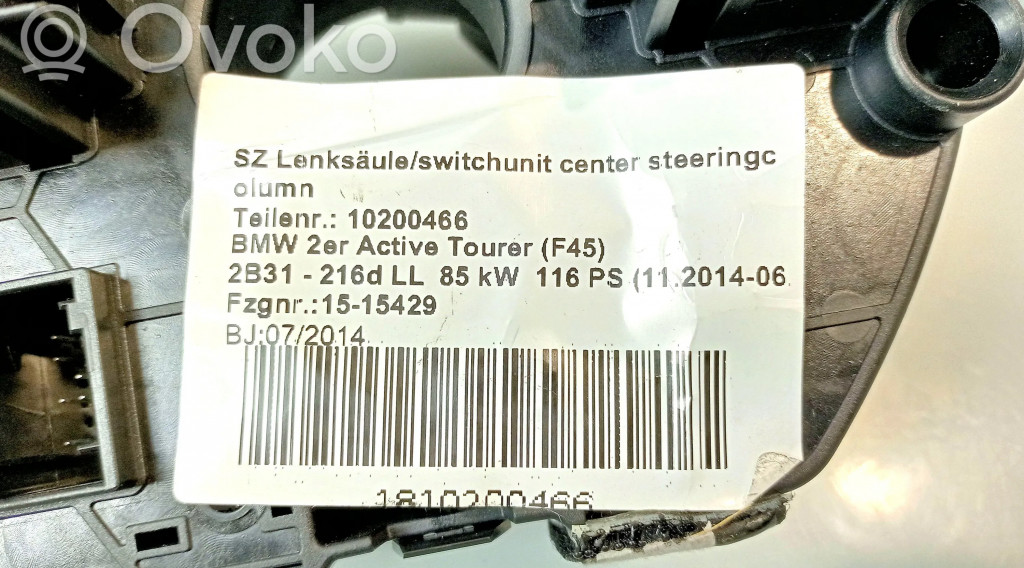 Ovoko
SZ Lenksäule/switchunit center steeringc
olumn
Teilenr.: 10200466
BMW 2er Active Tourer (F45)
2B31 - 216d LL 85 kW 116 PS (11.2014-06
Fzgnr.:15-15429
BJ:07/2014
1810200466